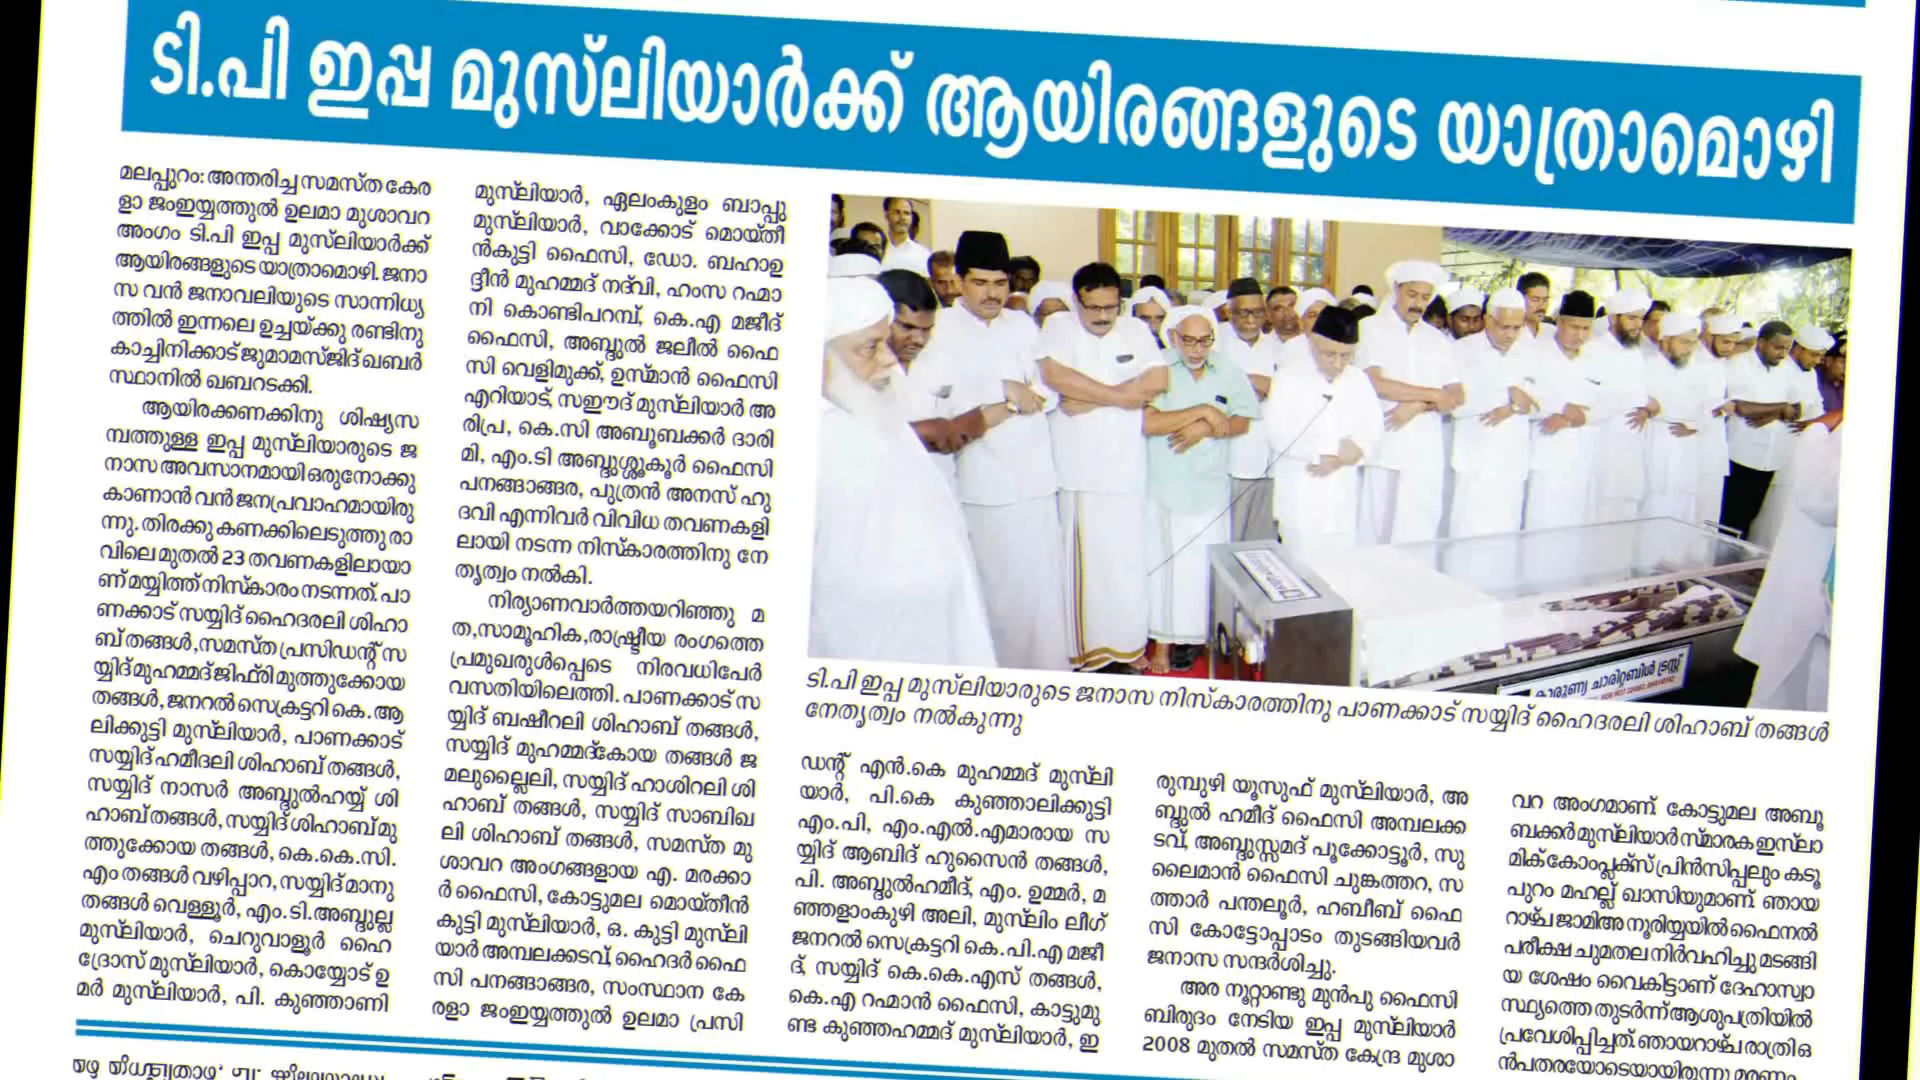 ടി.പി ഇപ്പ മുസ്‌ലിയാർക്ക് ആയിരങ്ങളുടെ യാത്രാമൊഴി
മലപ്പുറം: അന്തരിച്ച സമസ്ത കേര
ളാ ജംഇയ്യത്തുൽ ഉലമാ മുശാവറ
അംഗം ടി.പി ഇപ്പ മുസ്‌ലിയാർക്ക്
ആയിരങ്ങളുടെ യാത്രാമൊഴി. ജനാ
സ വൻ ജനാവലിയുടെ സാന്നിധ്യ
ത്തിൽ ഇന്നലെ ഉച്ചയ്ക്കു രണ്ടിനു
കാച്ചിനിക്കാട് ജുമാമസ്ജിദ് ഖബർ
സ്ഥാനിൽ ഖബറടക്കി.
ആയിരക്കണക്കിനു ശിഷ്യസ
മ്പത്തുള്ള ഇപ്പ മുസ്‌ലിയാരുടെ ജ
നാസ അവസാനമായി ഒരുനോക്കു
കാണാൻ വൻ ജനപ്രവാഹമായിരു
ന്നു. തിരക്കു കണക്കിലെടുത്തു രാ
വിലെ മുതൽ 23 തവണകളിലായാ
ണ് മയ്യിത്ത് നിസ്കാരം നടന്നത്. പാ
ണക്കാട് സയ്യിദ് ഹൈദരലി ശിഹാ
ബ് തങ്ങൾ, സമസ്ത പ്രസിഡന്റ് സ
യ്യിദ് മുഹമ്മദ് ജിഫ്‌രി മുത്തുക്കോയ
തങ്ങൾ, ജനറൽ സെക്രട്ടറി കെ. ആ
ലിക്കുട്ടി മുസ്‌ലിയാർ, പാണക്കാട്
സയ്യിദ് ഹമീദലി ശിഹാബ് തങ്ങൾ,
സയ്യിദ് നാസർ അബ്ദുൽഹയ്യ് ശി
ഹാബ് തങ്ങൾ, സയ്യിദ് ശിഹാബ് മു
ത്തുക്കോയ തങ്ങൾ, കെ.കെ.സി.
എം തങ്ങൾ വഴിപ്പാറ, സയ്യിദ് മാനു
തങ്ങൾ വെള്ളൂർ, എം.ടി.അബ്ദുല്ല
മുസ്‌ലിയാർ, ചെറുവാളൂർ ഹൈ
ദ്രോസ് മുസ്‌ലിയാർ, കൊയ്യോട് ഉ
മർ മുസ്‌ലിയാർ, പി. കുഞ്ഞാണി
മുസ്‌ലിയാർ, ഏലംകുളം ബാപ്പു
മുസ്‌ലിയാർ, വാക്കോട് മൊയ്തീ
ൻകുട്ടി ഫൈസി, ഡോ. ബഹാഉ
ദ്ദീൻ മുഹമ്മദ് നദ്‌വി, ഹംസ റഹ്മാ
നി കൊണ്ടിപറമ്പ്, കെ.എ മജീദ്
ഫൈസി, അബ്ദുൽ ജലീൽ ഫൈ
സി വെളിമുക്ക്, ഉസ്മാൻ ഫൈസി
എറിയാട്, സഈദ് മുസ്‌ലിയാർ അ
രിപ്ര, കെ.സി അബൂബക്കർ ദാരി
മി, എം.ടി അബ്ദുശ്ശുകൂർ ഫൈസി
പനങ്ങാങ്ങര, പുത്രൻ അനസ് ഹു
ദവി എന്നിവർ വിവിധ തവണകളി
ലായി നടന്ന നിസ്കാരത്തിനു നേ
തൃത്വം നൽകി.
നിര്യാണവാർത്തയറിഞ്ഞു മ
ത,സാമൂഹിക,രാഷ്ട്രീയ രംഗത്തെ
പ്രമുഖരുൾപ്പെടെ നിരവധിപേർ
വസതിയിലെത്തി. പാണക്കാട് സ
യ്യിദ് ബഷീറലി ശിഹാബ് തങ്ങൾ,
സയ്യിദ് മുഹമ്മദ്കോയ തങ്ങൾ ജ
മലുല്ലൈലി, സയ്യിദ് ഹാശിറലി ശി
ഹാബ് തങ്ങൾ, സയ്യിദ് സാബിഖ
ലി ശിഹാബ് തങ്ങൾ, സമസ്ത മു
ശാവറ അംഗങ്ങളായ എ. മരക്കാ
ർ ഫൈസി, കോട്ടുമല മൊയ്തീൻ
കുട്ടി മുസ്‌ലിയാർ, ഒ. കുട്ടി മുസ്‌ലി
യാർ അമ്പലക്കടവ്, ഹൈദർ ഫൈ
സി പനങ്ങാങ്ങര, സംസ്ഥാന കേ
രളാ ജംഇയ്യത്തുൽ ഉലമാ പ്രസി
കാരുണ്യ ചാരിറ്റബിൾ ട്രസ്റ്റ്
ടി.പി ഇപ്പ മുസ്‌ലിയാരുടെ ജനാസ നിസ്കാരത്തിനു പാണക്കാട് സയ്യിദ് ഹൈദരലി ശിഹാബ് തങ്ങൾ
നേതൃത്വം നൽകുന്നു
ഡന്റ് എൻ.കെ മുഹമ്മദ് മുസ്‌ലി
യാർ, പി.കെ കുഞ്ഞാലിക്കുട്ടി
എം.പി, എം.എൽ.എമാരായ സ
യ്യിദ് ആബിദ് ഹുസൈൻ തങ്ങൾ,
പി. അബ്ദുൽഹമീദ്, എം. ഉമ്മർ, മ
ഞ്ഞളാംകുഴി അലി, മുസ്‌ലിം ലീഗ്
ജനറൽ സെക്രട്ടറി കെ.പി.എ മജീ
ദ്, സയ്യിദ് കെ.കെ.എസ് തങ്ങൾ,
കെ.എ റഹ്മാൻ ഫൈസി, കാട്ടുമു
ണ്ട കുഞ്ഞഹമ്മദ് മുസ്‌ലിയാർ, ഇ
രുമ്പുഴി യൂസുഫ് മുസ്‌ലിയാർ, അ
ബ്ദുൽ ഹമീദ് ഫൈസി അമ്പലക്ക
ടവ്, അബ്ദുസ്സമദ് പൂക്കോട്ടൂർ, സു
ലൈമാൻ ഫൈസി ചുങ്കത്തറ, സ
ത്താർ പന്തലൂർ, ഹബീബ് ഫൈ
സി കോട്ടോപ്പാടം തുടങ്ങിയവർ
ജനാസ സന്ദർശിച്ചു.
അര നൂറ്റാണ്ടു മുൻപു ഫൈസി
ബിരുദം നേടിയ ഇപ്പ മുസ്‌ലിയാർ
2008 മുതൽ സമസ്ത കേന്ദ്ര മുശാ
വറ അംഗമാണ്. കോട്ടുമല അബൂ
ബക്കർ മുസ്‌ലിയാർ സ്മാരക ഇസ്‌ലാ
മിക് കോംപ്ലക്സ് പ്രിൻസിപ്പലും കടൂ
പുറം മഹല്ല് ഖാസിയുമാണ്. ഞായ
റാഴ്ച ജാമിഅ നൂരിയ്യയിൽ ഫൈനൽ
പരീക്ഷ ചുമതല നിർവഹിച്ചു മടങ്ങി
യ ശേഷം വൈകിട്ടാണ് ദേഹാസ്വാ
സ്ഥ്യത്തെ തുടർന്ന് ആശുപത്രിയിൽ
പ്രവേശിപ്പിച്ചത്. ഞായറാഴ്ച രാത്രി ഒ
ൻപതരയോടെയായിരുന്നു മരണം.